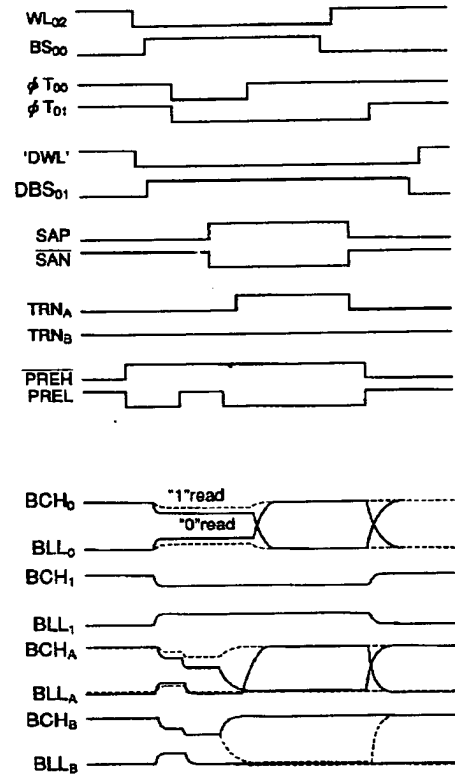 WL02
BS00
φT00
φT01
'DWL'
DBS01
SAP
SAN
TRNA
TRNB
PREH
PREL
BCH0
"1"read
"0"read
BLL0
BCH1
BLL1
BCHA
BLLA
BCHB
BLLB